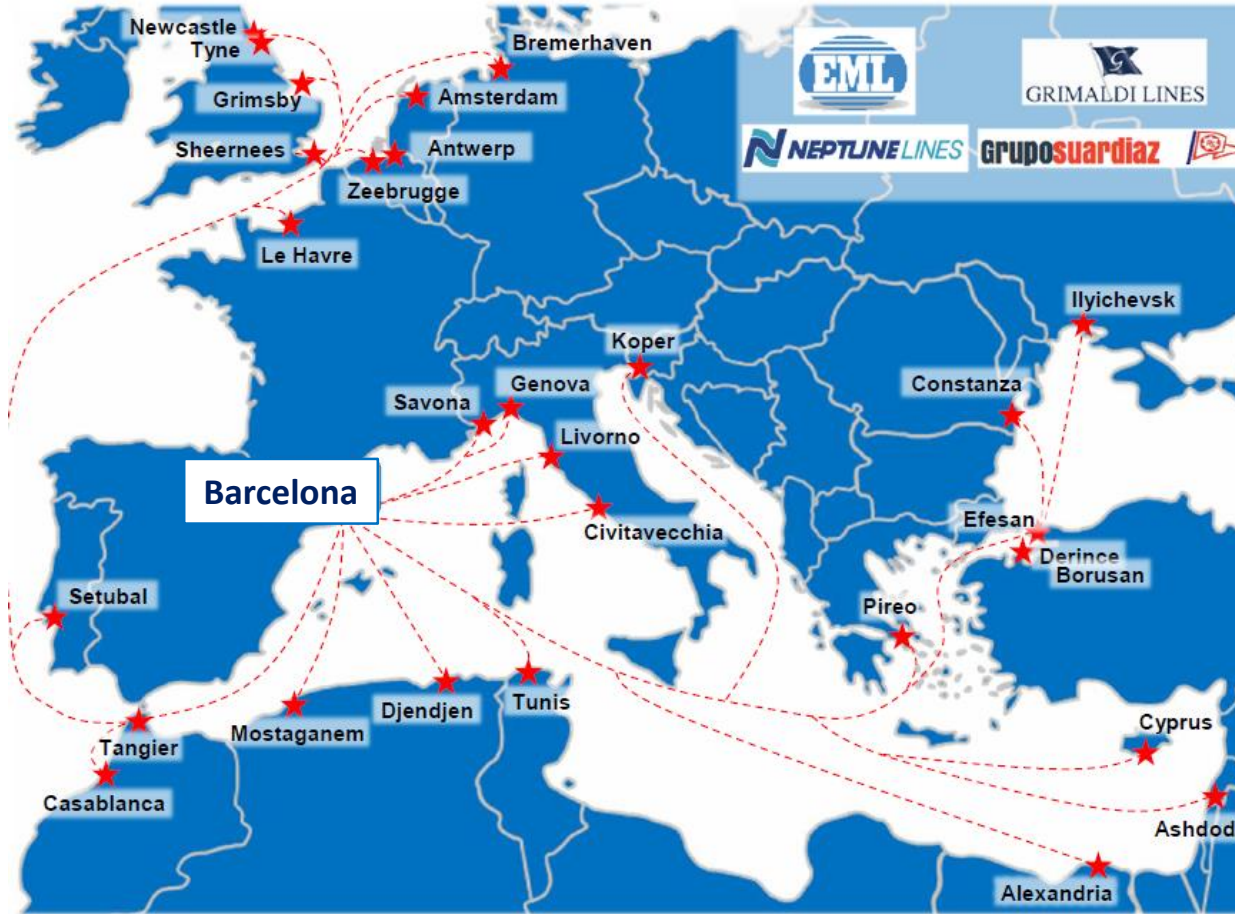 Newcastle
Tyne
Bremerhaven
EML
GRIMALDI LINES
Grimsby
Amsterdam
Sheernees
Antwerp
NEPTUNE LINES
Gruposuardiaz
Zeebrugge
Le Havre
Ilyichevsk
Koper
Genova
Constanza
Savona
Livorno
Barcelona
Efesan
Civitavecchia
Derince
Borusan
Setubal
Pireo
Tunis
Djendjen
Cyprus
Mostaganem
Tangier
Casablanca
Ashdod
Alexandria